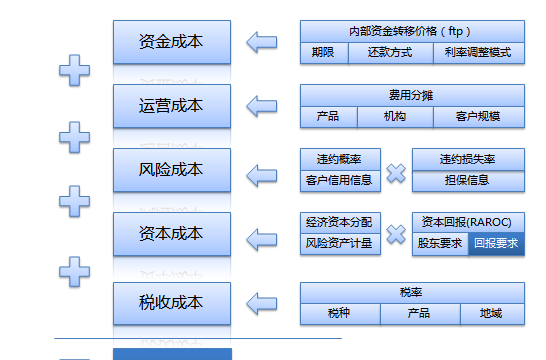 资金成本
内部资金转移价格（ftp）
期限 还款方式 利率调整模式
运营成本
费用分摊
产品 机构 客户规模
风险成本
违约概率 违约损失率
客户信用信息 担保信息
资本成本
经济资本分配 资本回报(RAROC)
风险资产计量 股东要求 回报要求
税收成本
税率
税种 产品 地域